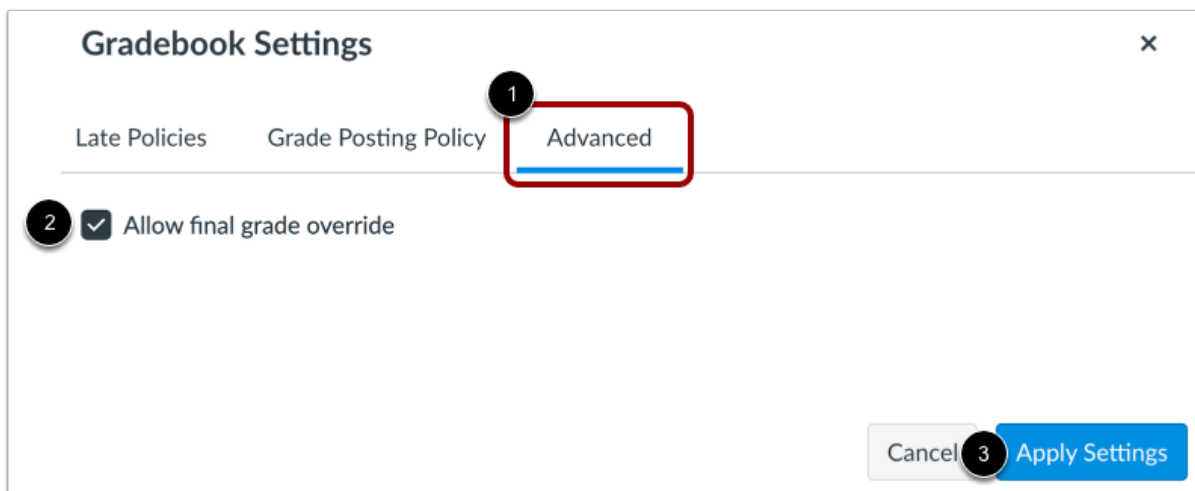 Gradebook Settings ×
1
Late Policies Grade Posting Policy Advanced
2 Allow final grade override
Cancel 3 Apply Settings